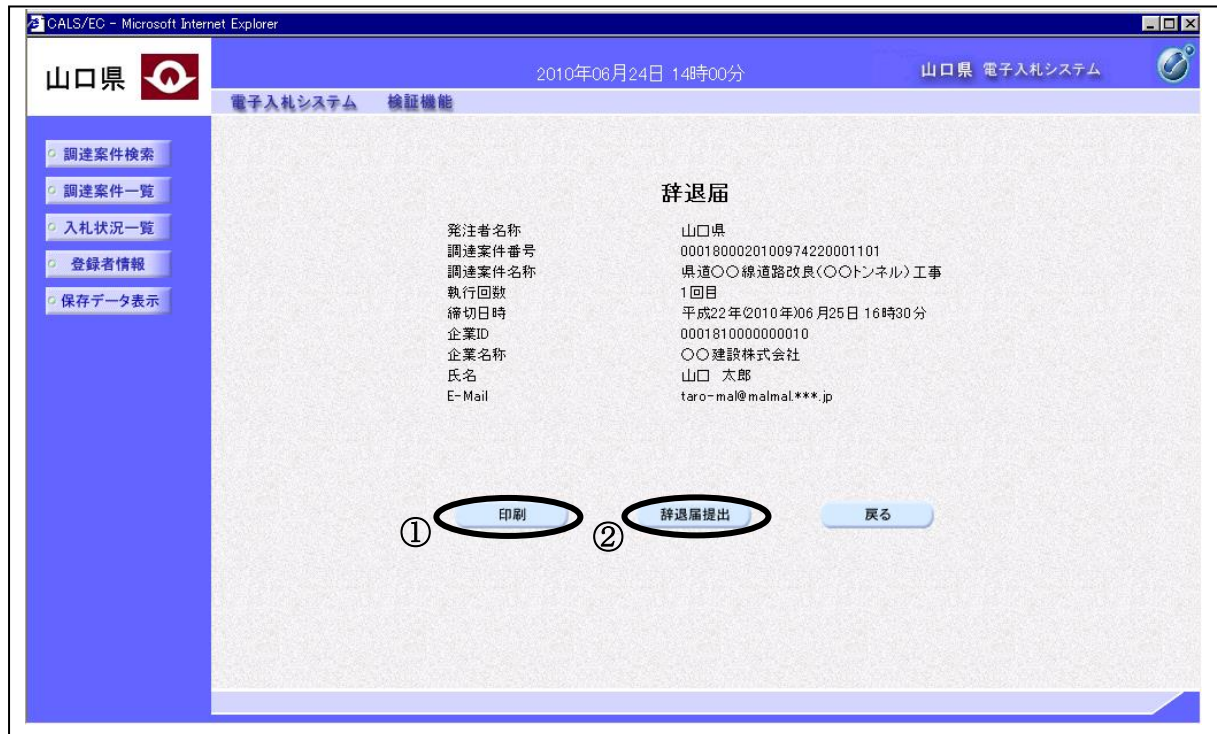 CALS/EC - Microsoft Internet Explorer
山口県
2010年06月24日 14時00分
山口県 電子入札システム
電子入札システム 検証機能
調達案件検索
調達案件一覧
入札状況一覧
登録者情報
保存データ表示
辞退届
発注者名称 山口県
調達案件番号 0001800020100974220001101
調達案件名称 県道〇〇線道路改良(〇〇トンネル)工事
執行回数 1回目
締切日時 平成22年(2010年)06月25日 16時30分
企業ID 0001810000000010
企業名称 〇〇建設株式会社
氏名 山口 太郎
E-Mail taro-mal@malmal.***.jp
① 印刷 ② 辞退届提出 戻る